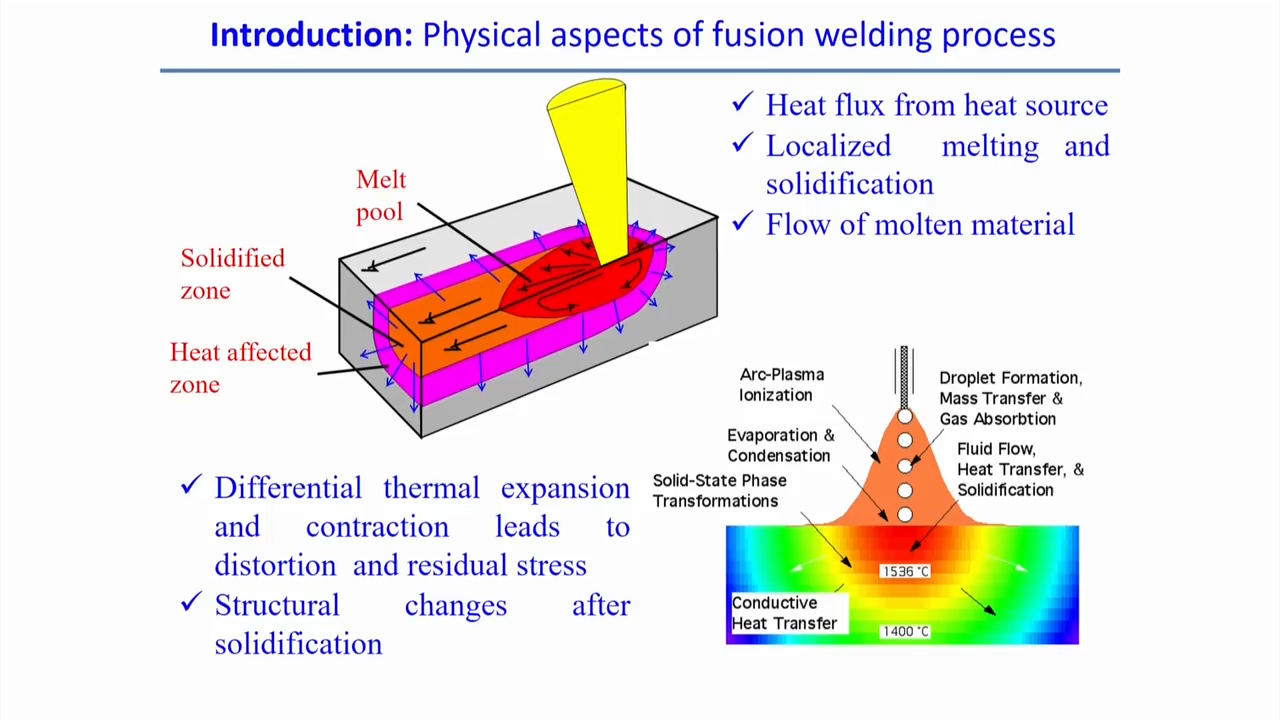 Introduction: Physical aspects of fusion welding process
✓ Heat flux from heat source
✓ Localized melting and
solidification
✓ Flow of molten material
Melt
pool
Solidified
zone
Heat affected
zone
✓ Differential thermal expansion
and contraction leads to
distortion and residual stress
✓ Structural changes after
solidification
Arc-Plasma
Ionization
Evaporation &
Condensation
Solid-State Phase
Transformations
Droplet Formation,
Mass Transfer &
Gas Absorbtion
Fluid Flow,
Heat Transfer, &
Solidification
1536 °C
Conductive
Heat Transfer
1400 °C